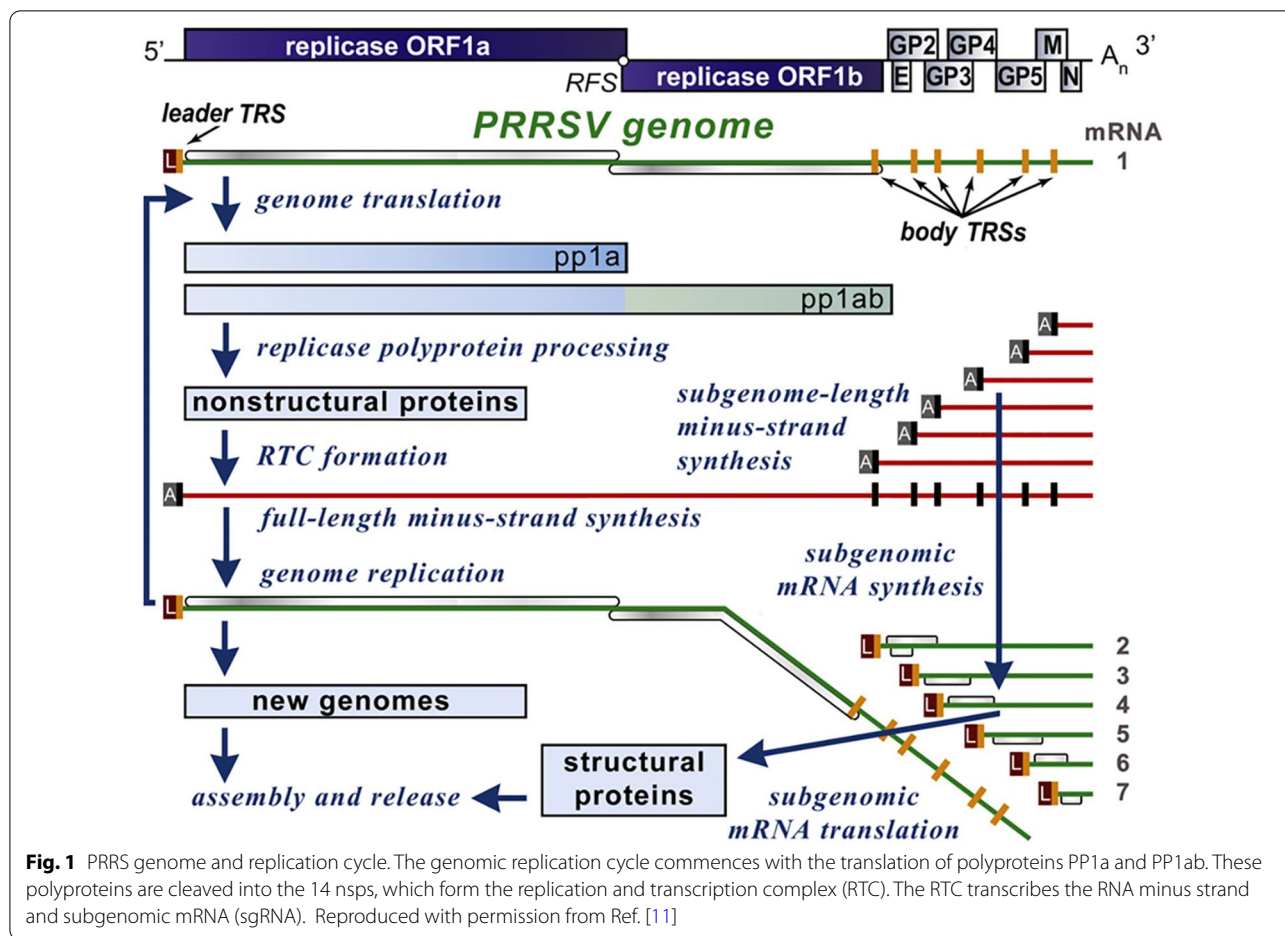 5’ replicase ORF1a GP2 GP4 M An 3’
RFS replicase ORF1b E GP3 GP5 N
leader TRS
PRRSV genome
mRNA
L 1
genome translation
body TRSs
pp1a
pp1ab
A
replicase polyprotein processing
A
A
nonstructural proteins
subgenome-length
minus-strand
synthesis
A
A
RTC formation
A
A
full-length minus-strand synthesis
subgenomic
mRNA synthesis
genome replication
L
L 2
L 3
new genomes
L 4
L 5
structural
proteins
L 6
assembly and release
subgenomic
mRNA translation
L 7
Fig. 1 PRRS genome and replication cycle. The genomic replication cycle commences with the translation of polyproteins PP1a and PP1ab. These
polyproteins are cleaved into the 14 nsps, which form the replication and transcription complex (RTC). The RTC transcribes the RNA minus strand
and subgenomic mRNA (sgRNA). Reproduced with permission from Ref. [11]